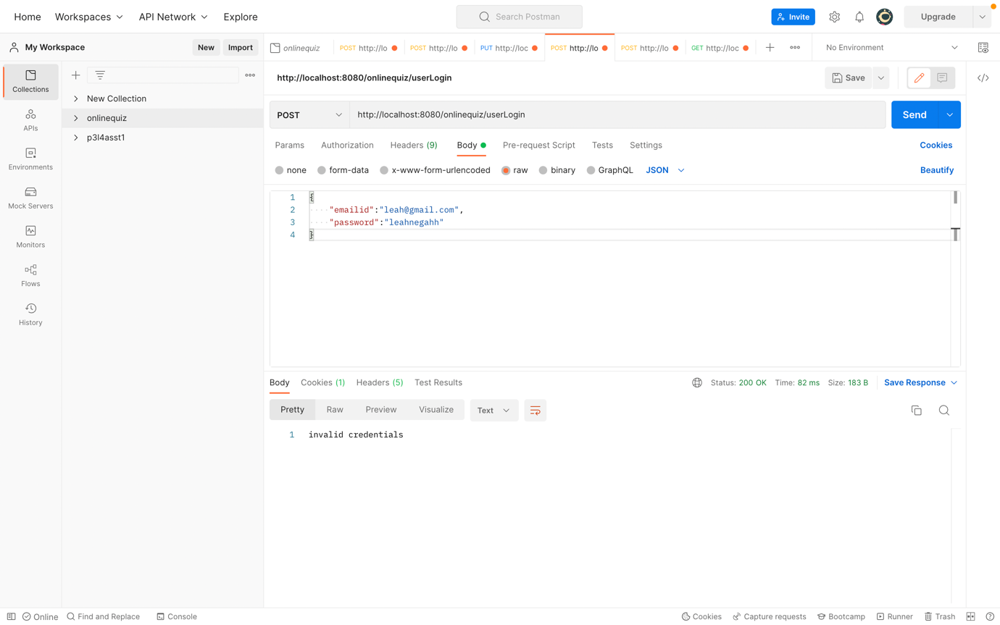 Home Workspaces API Network Explore Search Postman Invite Upgrade
My Workspace New Import onlinequiz POST http://lo POST http://lo PUT http://loc POST http://lo POST http://lo GET http://loc No Environment
Collections
APIs
Environments
Mock Servers
Monitors
Flows
History
New Collection
onlinequiz
p3l4asst1
http://localhost:8080/onlinequiz/userLogin Save
POST http://localhost:8080/onlinequiz/userLogin Send
Params Authorization Headers (9) Body Pre-request Script Tests Settings Cookies
none form-data x-www-form-urlencoded raw binary GraphQL JSON Beautify
1 {
2 "emailid":"leah@gmail.com",
3 "password":"leahnegahh"
4 }
Body Cookies (1) Headers (5) Test Results Status: 200 OK Time: 82 ms Size: 183 B Save Response
Pretty Raw Preview Visualize Text
1 invalid credentials
Online Find and Replace Console Cookies Capture requests Bootcamp Runner Trash